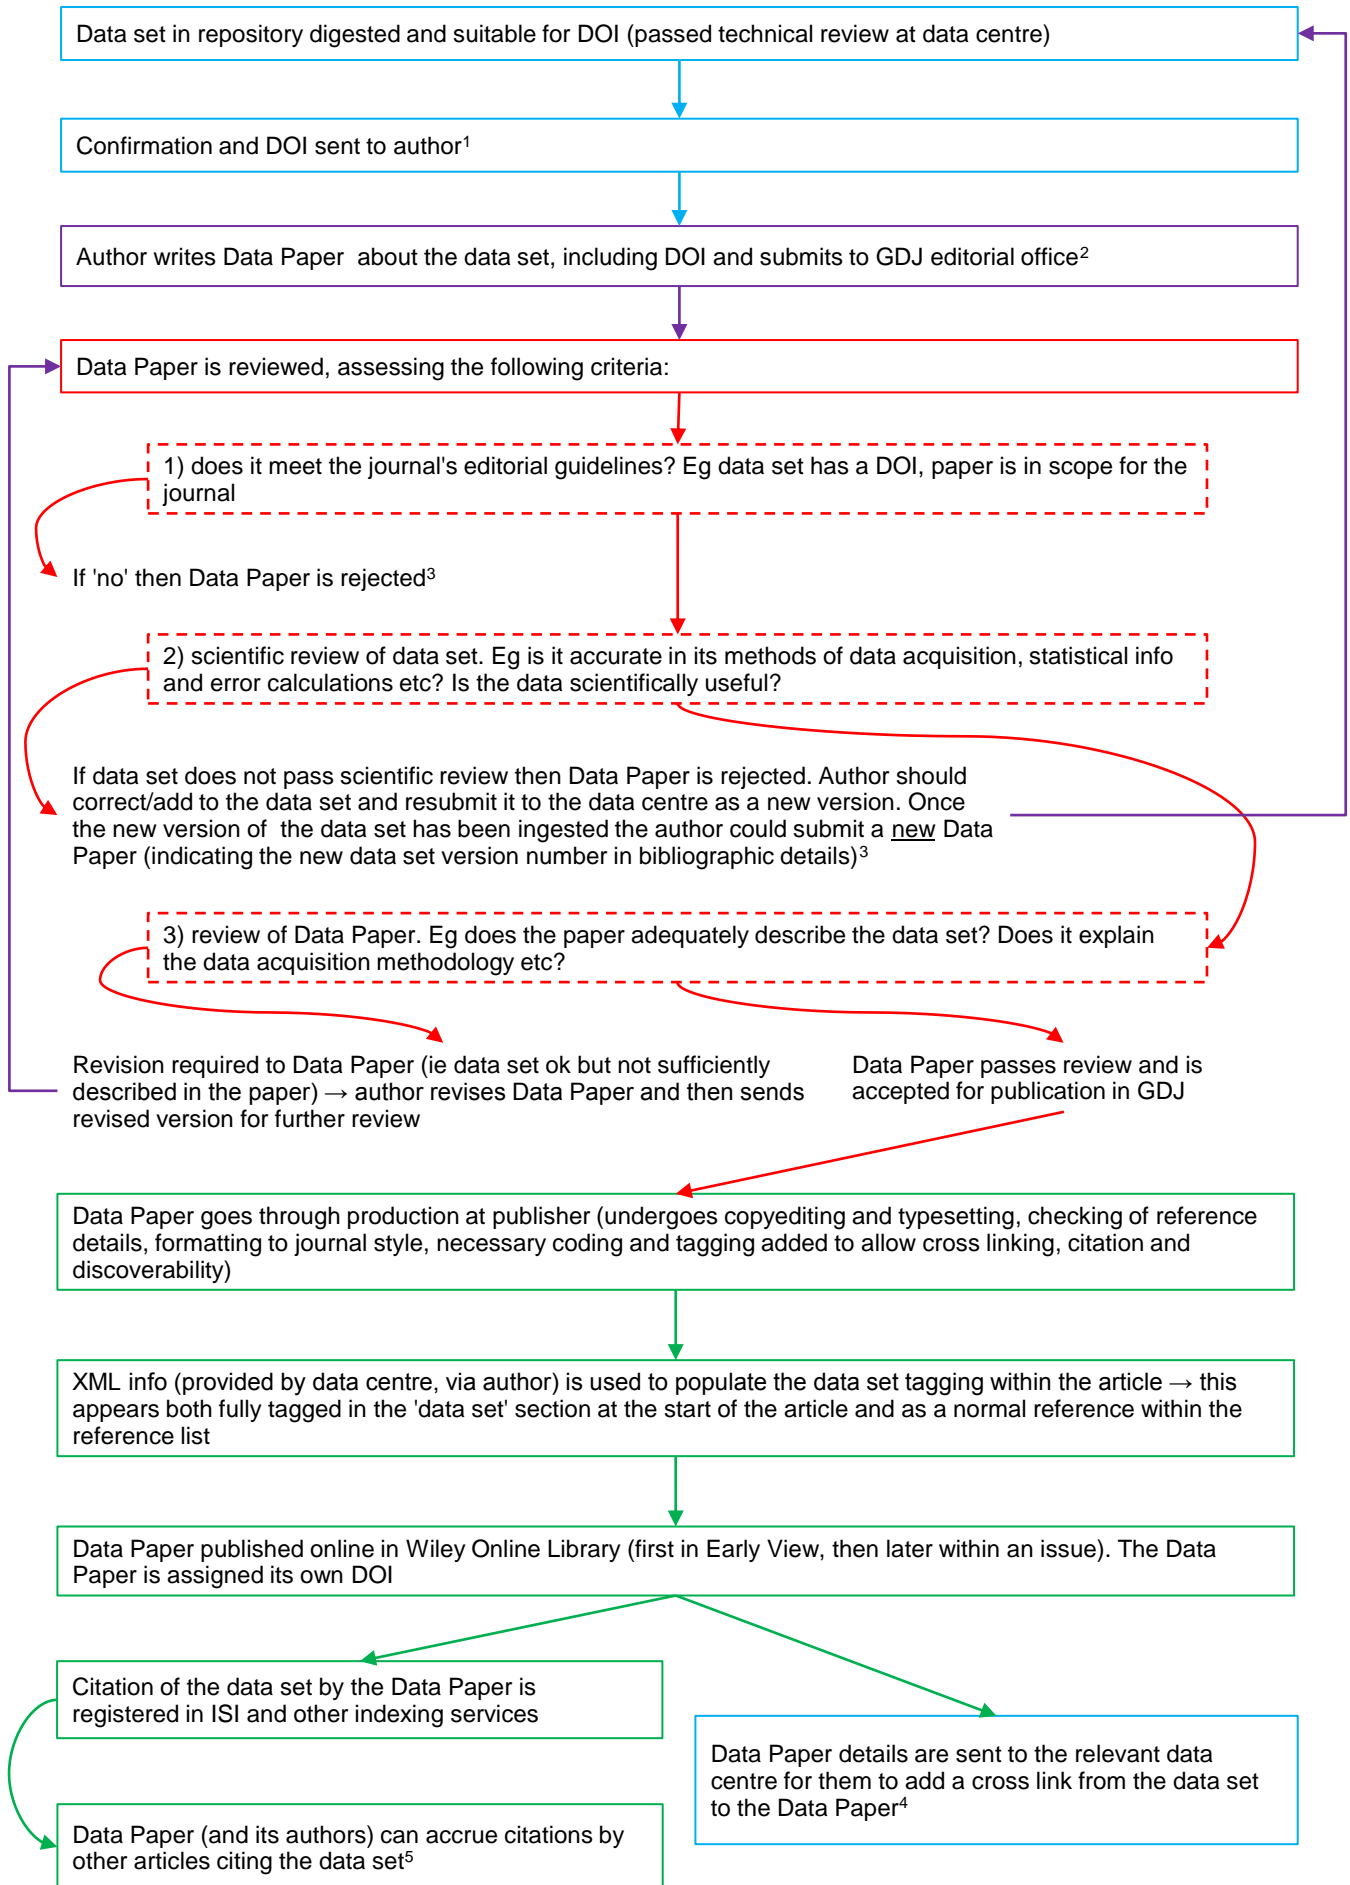 Data set in repository digested and suitable for DOI (passed technical review at data centre)
Confirmation and DOI sent to author¹
Author writes Data Paper  about the data set, including DOI and submits to GDJ editorial office²
Data Paper is reviewed, assessing the following criteria:
1) does it meet the journal's editorial guidelines? Eg data set has a DOI, paper is in scope for the
journal
If 'no' then Data Paper is rejected³
2) scientific review of data set. Eg is it accurate in its methods of data acquisition, statistical info
and error calculations etc? Is the data scientifically useful?
If data set does not pass scientific review then Data Paper is rejected. Author should
correct/add to the data set and resubmit it to the data centre as a new version. Once
the new version of  the data set has been ingested the author could submit a new Data
Paper (indicating the new data set version number in bibliographic details)³
3) review of Data Paper. Eg does the paper adequately describe the data set? Does it explain
the data acquisition methodology etc?
Revision required to Data Paper (ie data set ok but not sufficiently
described in the paper) → author revises Data Paper and then sends
revised version for further review
Data Paper passes review and is
accepted for publication in GDJ
Data Paper goes through production at publisher (undergoes copyediting and typesetting, checking of reference
details, formatting to journal style, necessary coding and tagging added to allow cross linking, citation and
discoverability)
XML info (provided by data centre, via author) is used to populate the data set tagging within the article → this
appears both fully tagged in the 'data set' section at the start of the article and as a normal reference within the
reference list
Data Paper published online in Wiley Online Library (first in Early View, then later within an issue). The Data
Paper is assigned its own DOI
Citation of the data set by the Data Paper is
registered in ISI and other indexing services
Data Paper details are sent to the relevant data
centre for them to add a cross link from the data set
to the Data Paper⁴
Data Paper (and its authors) can accrue citations by
other articles citing the data set⁵